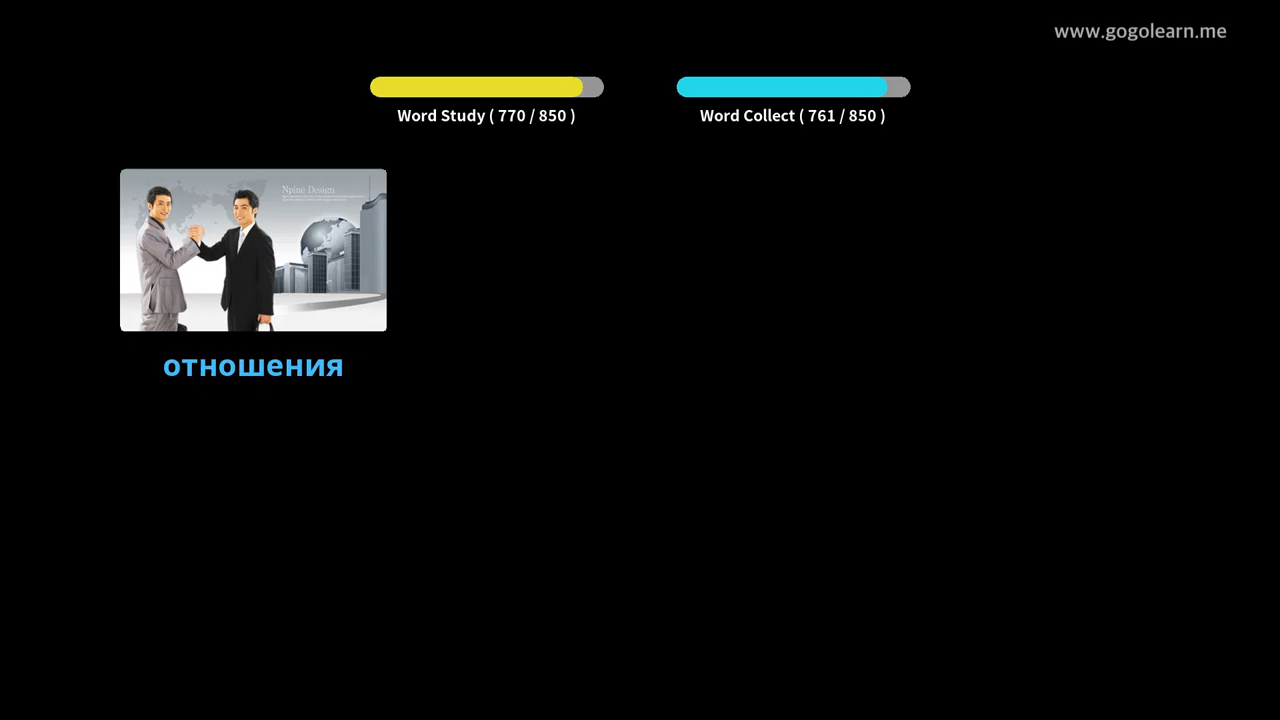 www.gogolearn.me
Word Study ( 770 / 850 )
Word Collect ( 761 / 850 )
Npine Design
отношения